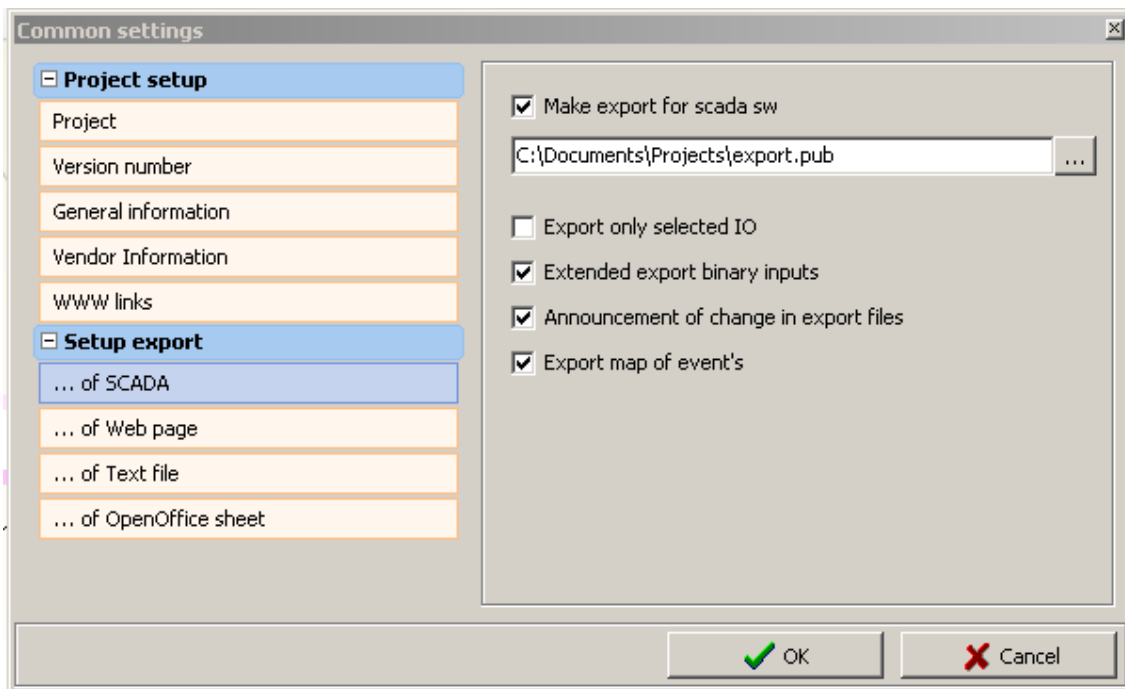 Common settings
Project setup
Project
Version number
General information
Vendor Information
WWW links
Setup export
... of SCADA
... of Web page
... of Text file
... of OpenOffice sheet
Make export for scada sw
C:\Documents\Projects\export.pub
...
Export only selected IO
Extended export binary inputs
Announcement of change in export files
Export map of event's
OK
Cancel